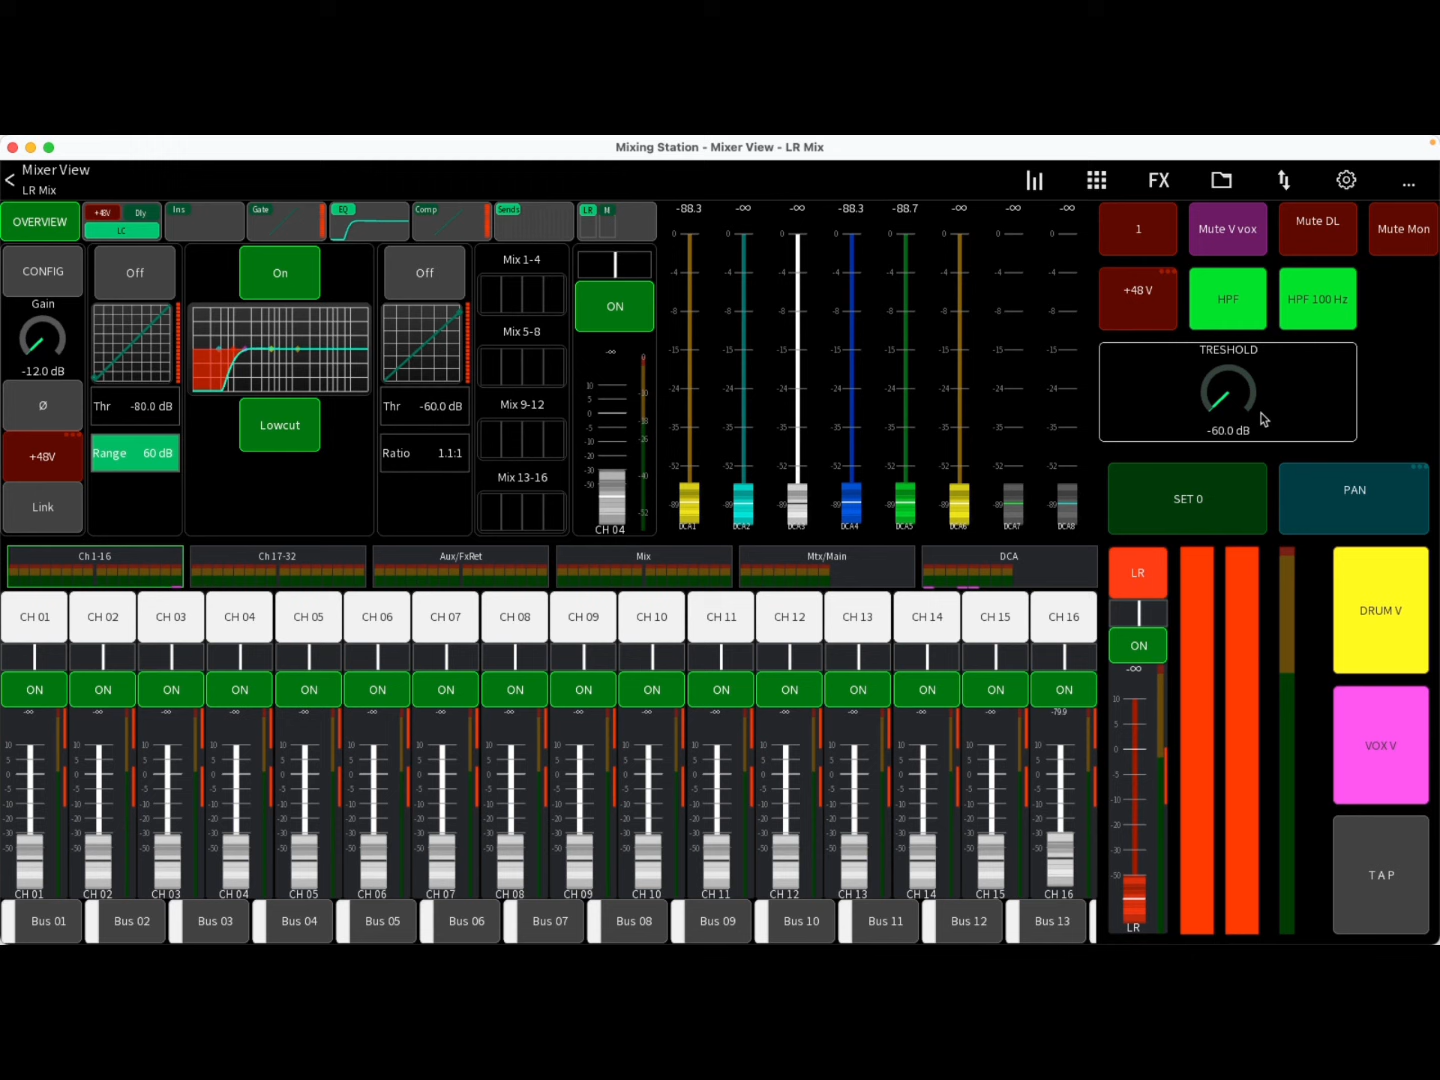 Mixing Station - Mixer View - LR Mix
Mixer View
LR Mix
FX
...
OVERVIEW
+48V Dly
LC
Ins
Gate
EQ
Comp
Sends
LR M
-88.3 -∞ -∞ -88.3 -88.7 -∞ -∞ -∞
1
Mute V vox
Mute DL
Mute Mon
CONFIG
Off
On
Off
Mix 1-4
ON
Gain
-12.0 dB
Mix 5-8
+48 V
HPF
HPF 100 Hz
Ø
Thr -80.0 dB
Lowcut
Thr -60.0 dB
Mix 9-12
TRESHOLD
-60.0 dB
+48V
Range 60 dB
Ratio 1.1:1
Mix 13-16
Link
CH 04
DCA1 DCA2 DCA3 DCA4 DCA5 DCA6 DCA7 DCA8
SET 0
PAN
Ch 1-16
Ch 17-32
Aux/FxRet
Mix
Mtx/Main
DCA
LR
DRUM V
CH 01 CH 02 CH 03 CH 04 CH 05 CH 06 CH 07 CH 08 CH 09 CH 10 CH 11 CH 12 CH 13 CH 14 CH 15 CH 16
ON
ON ON ON ON ON ON ON ON ON ON ON ON ON ON ON ON
-∞ -∞ -∞ -∞ -∞ -∞ -∞ -∞ -∞ -∞ -∞ -∞ -∞ -∞ -∞ -79.9
-∞
VOX V
TAP
CH 01 CH 02 CH 03 CH 04 CH 05 CH 06 CH 07 CH 08 CH 09 CH 10 CH 11 CH 12 CH 13 CH 14 CH 15 CH 16
Bus 01 Bus 02 Bus 03 Bus 04 Bus 05 Bus 06 Bus 07 Bus 08 Bus 09 Bus 10 Bus 11 Bus 12 Bus 13
LR